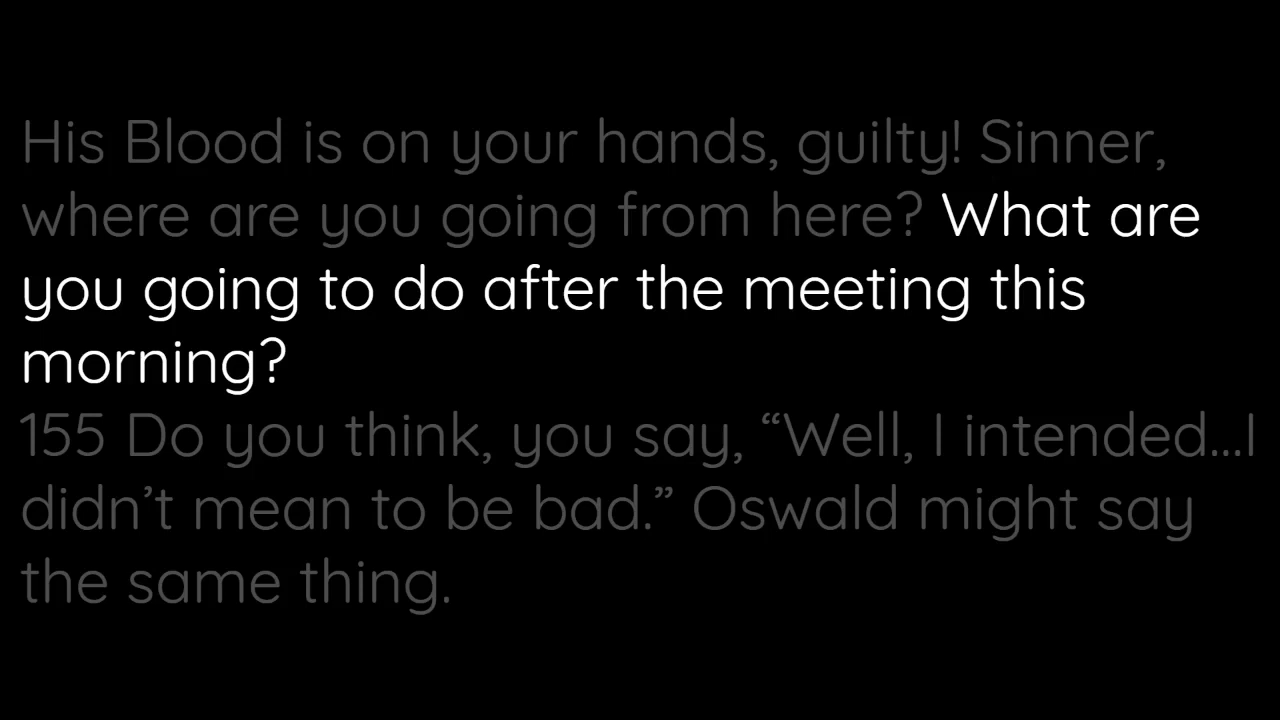 His Blood is on your hands, guilty! Sinner,
where are you going from here? What are
you going to do after the meeting this
morning?
155 Do you think, you say, “Well, I intended...I
didn’t mean to be bad.” Oswald might say
the same thing.